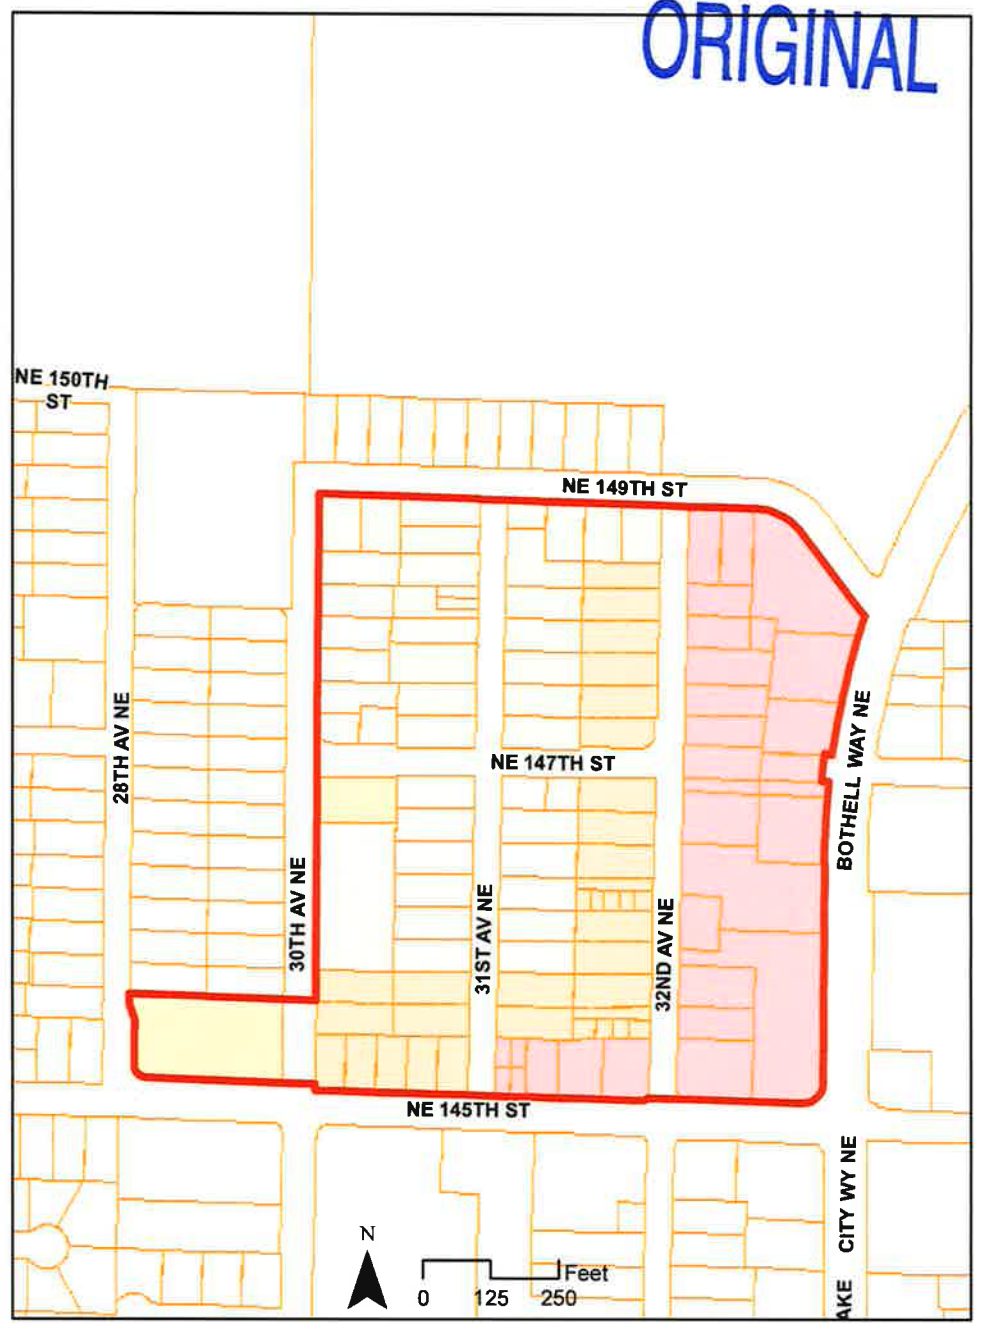 ORIGINAL
NE 150TH
ST
NE 149TH ST
28TH AV NE
NE 147TH ST
BOTHELL WAY NE
30TH AV NE
31ST AV NE
32ND AV NE
NE 145TH ST
CITY WY NE
AKE
N
Feet
0 125 250